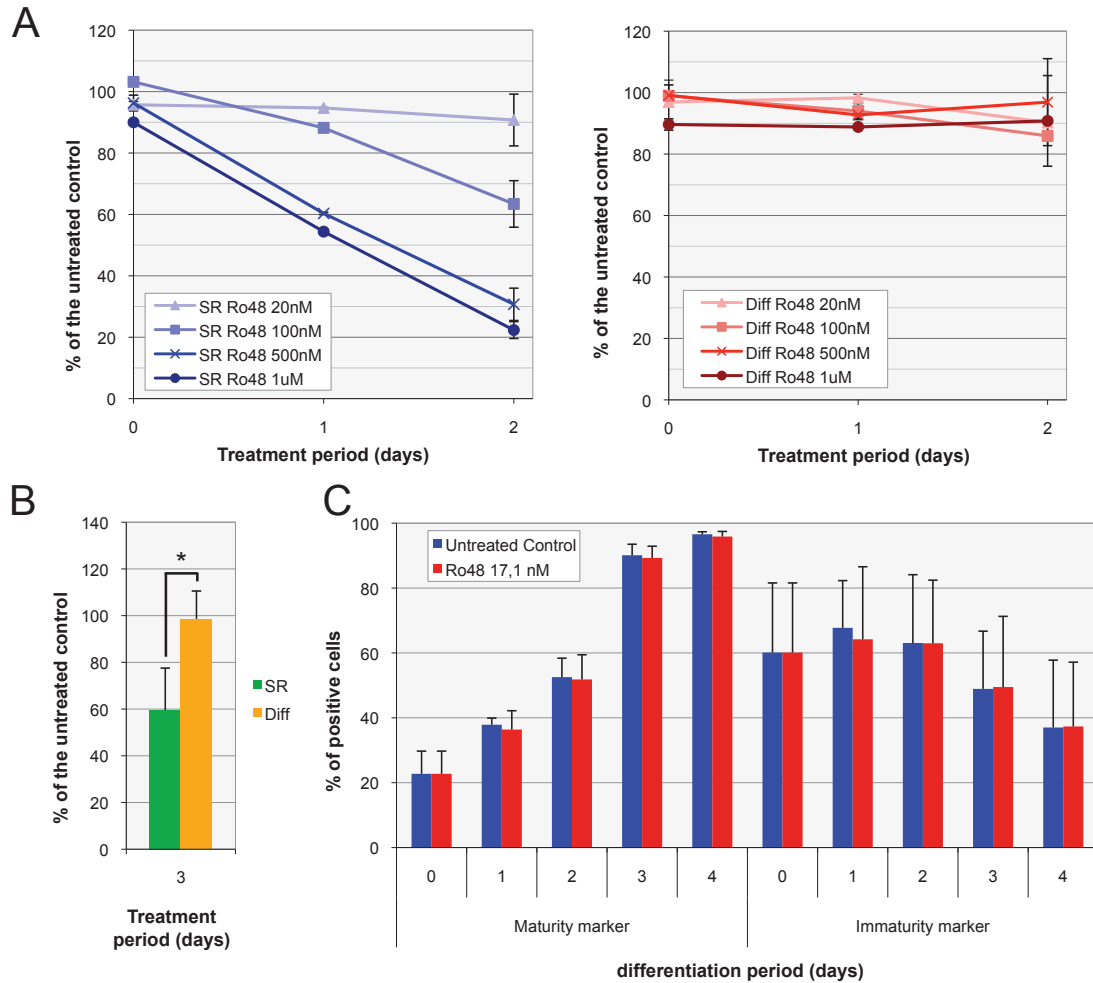 A
% of the untreated control
120
100
80
60
40
20
0
SR Ro48 20nM
SR Ro48 100nM
SR Ro48 500nM
SR Ro48 1uM
0 1 2
Treatment period (days)
% of the untreated control
120
100
80
60
40
20
0
Diff Ro48 20nM
Diff Ro48 100nM
Diff Ro48 500nM
Diff Ro48 1uM
0 1 2
Treatment period (days)
B
% of the untreated control
140
120
100
80
60
40
20
0
*
SR
Diff
3
Treatment
period (days)
C
% of positive cells
100
80
60
40
20
0
Untreated Control
Ro48 17,1 nM
0 1 2 3 4 0 1 2 3 4
Maturity marker Immaturity marker
differentiation period (days)